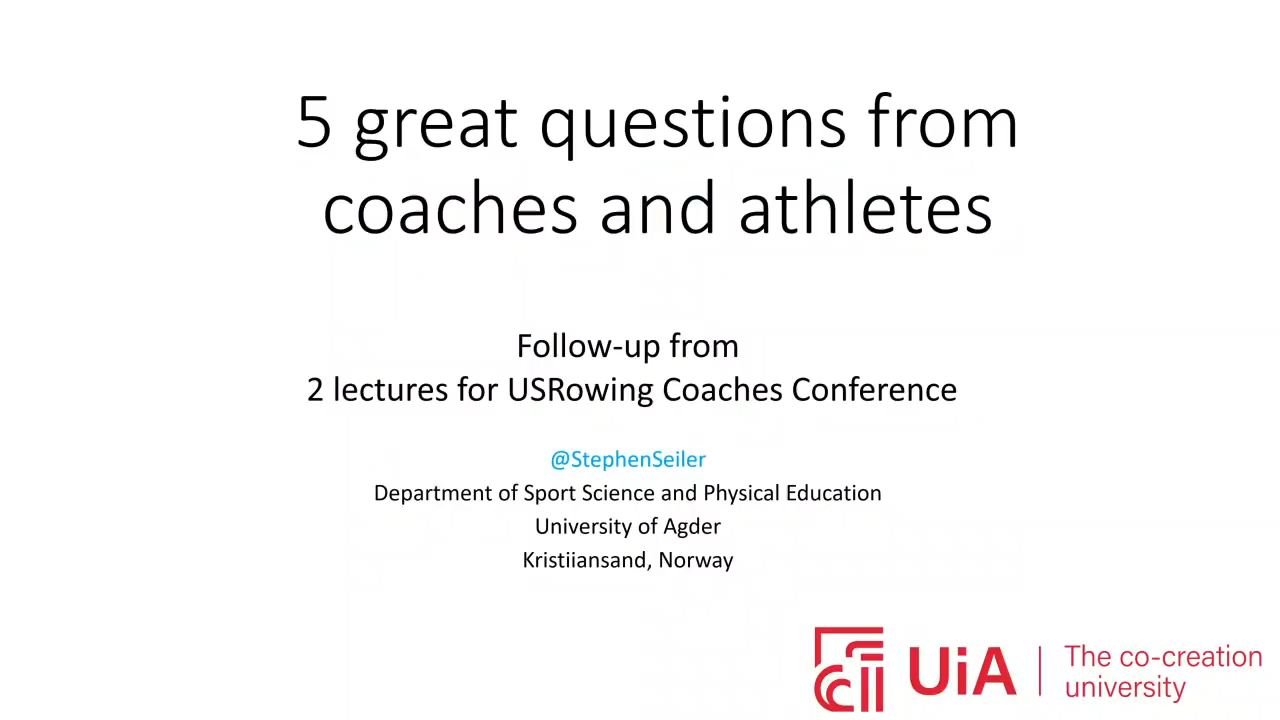 5 great questions from
coaches and athletes
Follow-up from
2 lectures for USRowing Coaches Conference
@StephenSeiler
Department of Sport Science and Physical Education
University of Agder
Kristiiansand, Norway
UiA
The co-creation
university